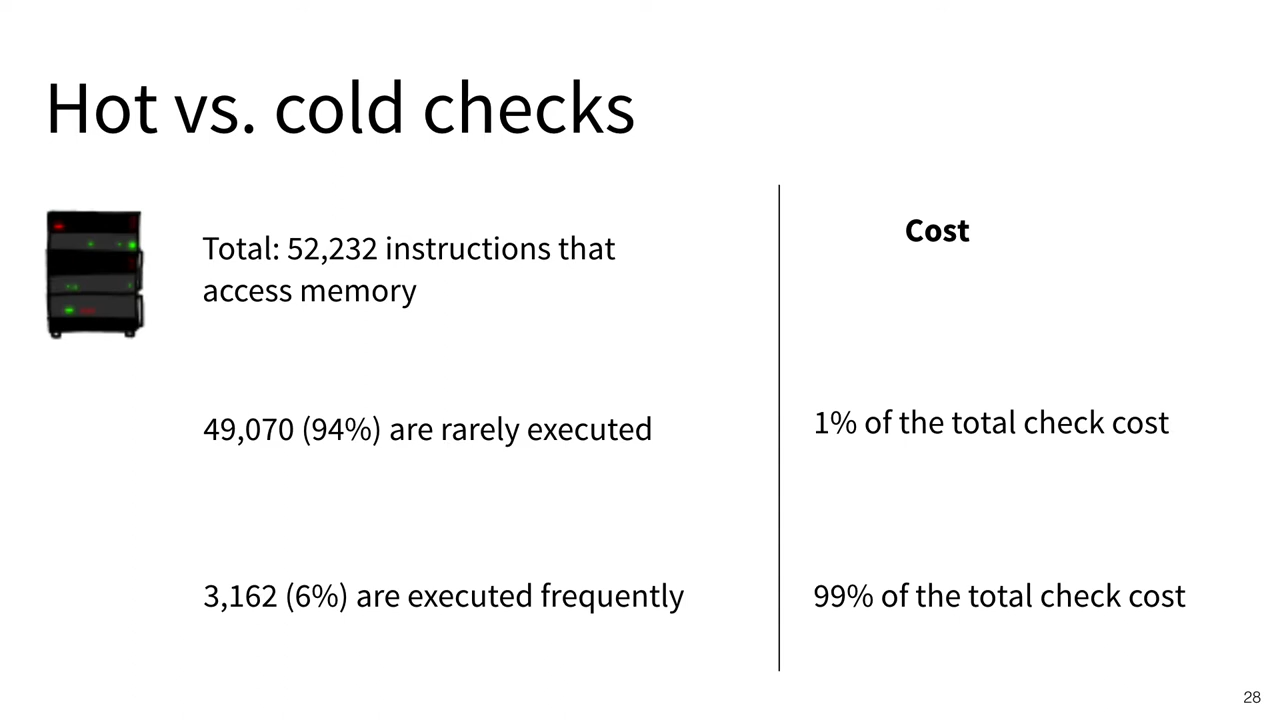 Hot vs. cold checks
Total: 52,232 instructions that
access memory
Cost
49,070 (94%) are rarely executed
1% of the total check cost
3,162 (6%) are executed frequently
99% of the total check cost
28